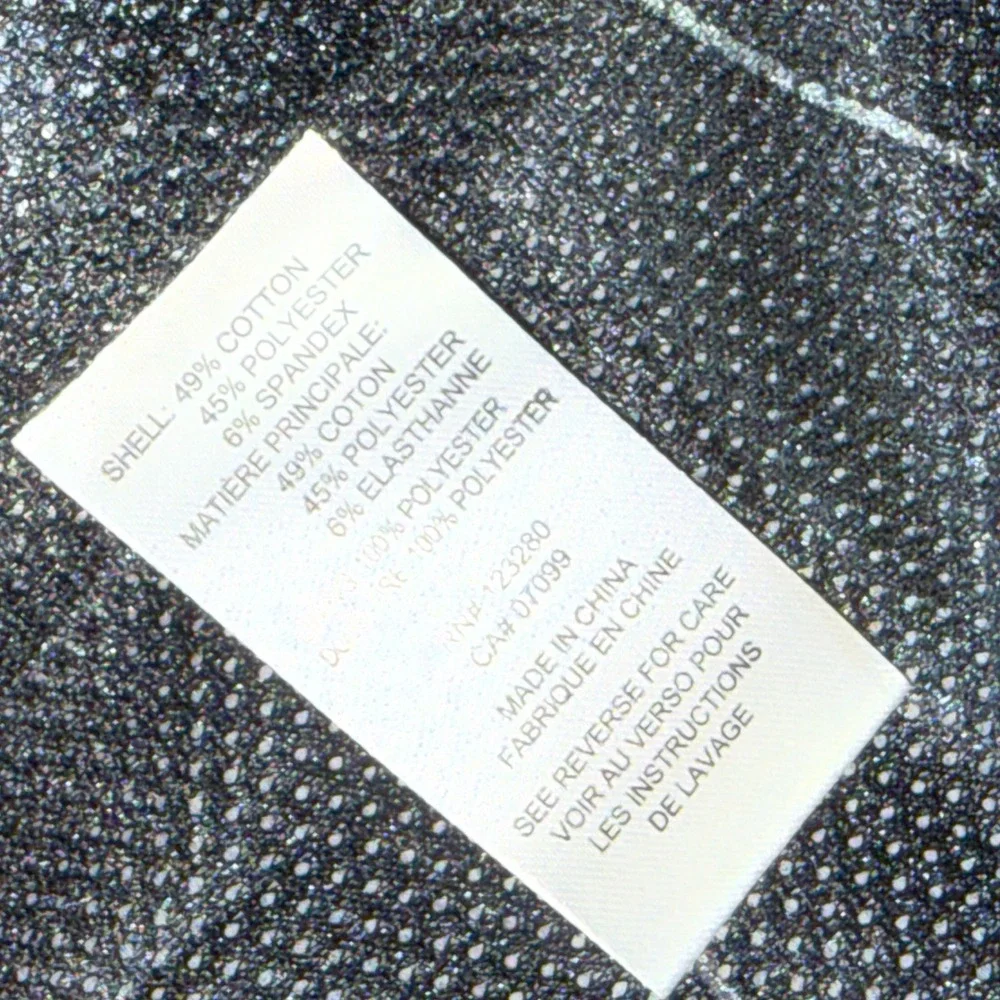 SHELL: 49% COTTON
45% POLYESTER
6% SPANDEX
MATIERE PRINCIPALE:
49% COTON
45% POLYESTER
6% ELASTHANNE
100% POLYESTER
100% POLYESTER
123280
CA# 07099
MADE IN CHINA
FABRIQUE EN CHINE
SEE REVERSE FOR CARE
VOIR AU VERSO POUR
LES INSTRUCTIONS
DE LAVAGE